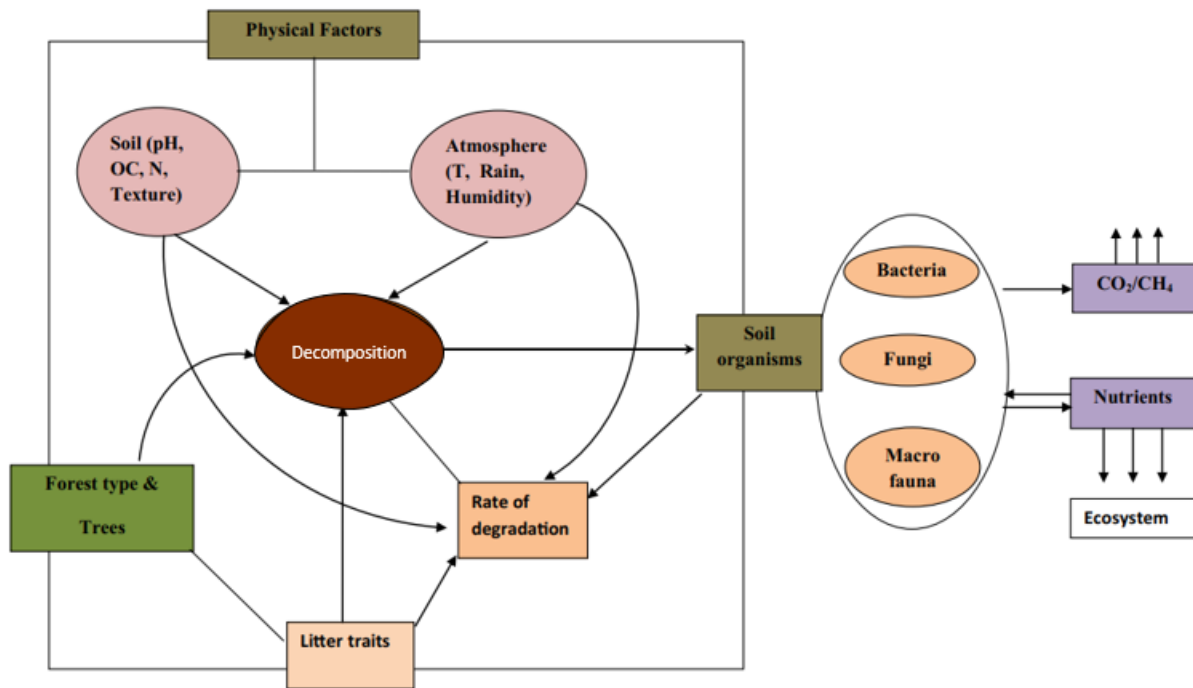 Physical Factors
Soil (pH,
OC, N,
Texture)
Atmosphere
(T, Rain,
Humidity)
Decomposition
Soil
organisms
Bacteria
Fungi
Macro
fauna
CO₂/CH₄
Nutrients
Ecosystem
Forest type &
Trees
Rate of
degradation
Litter traits